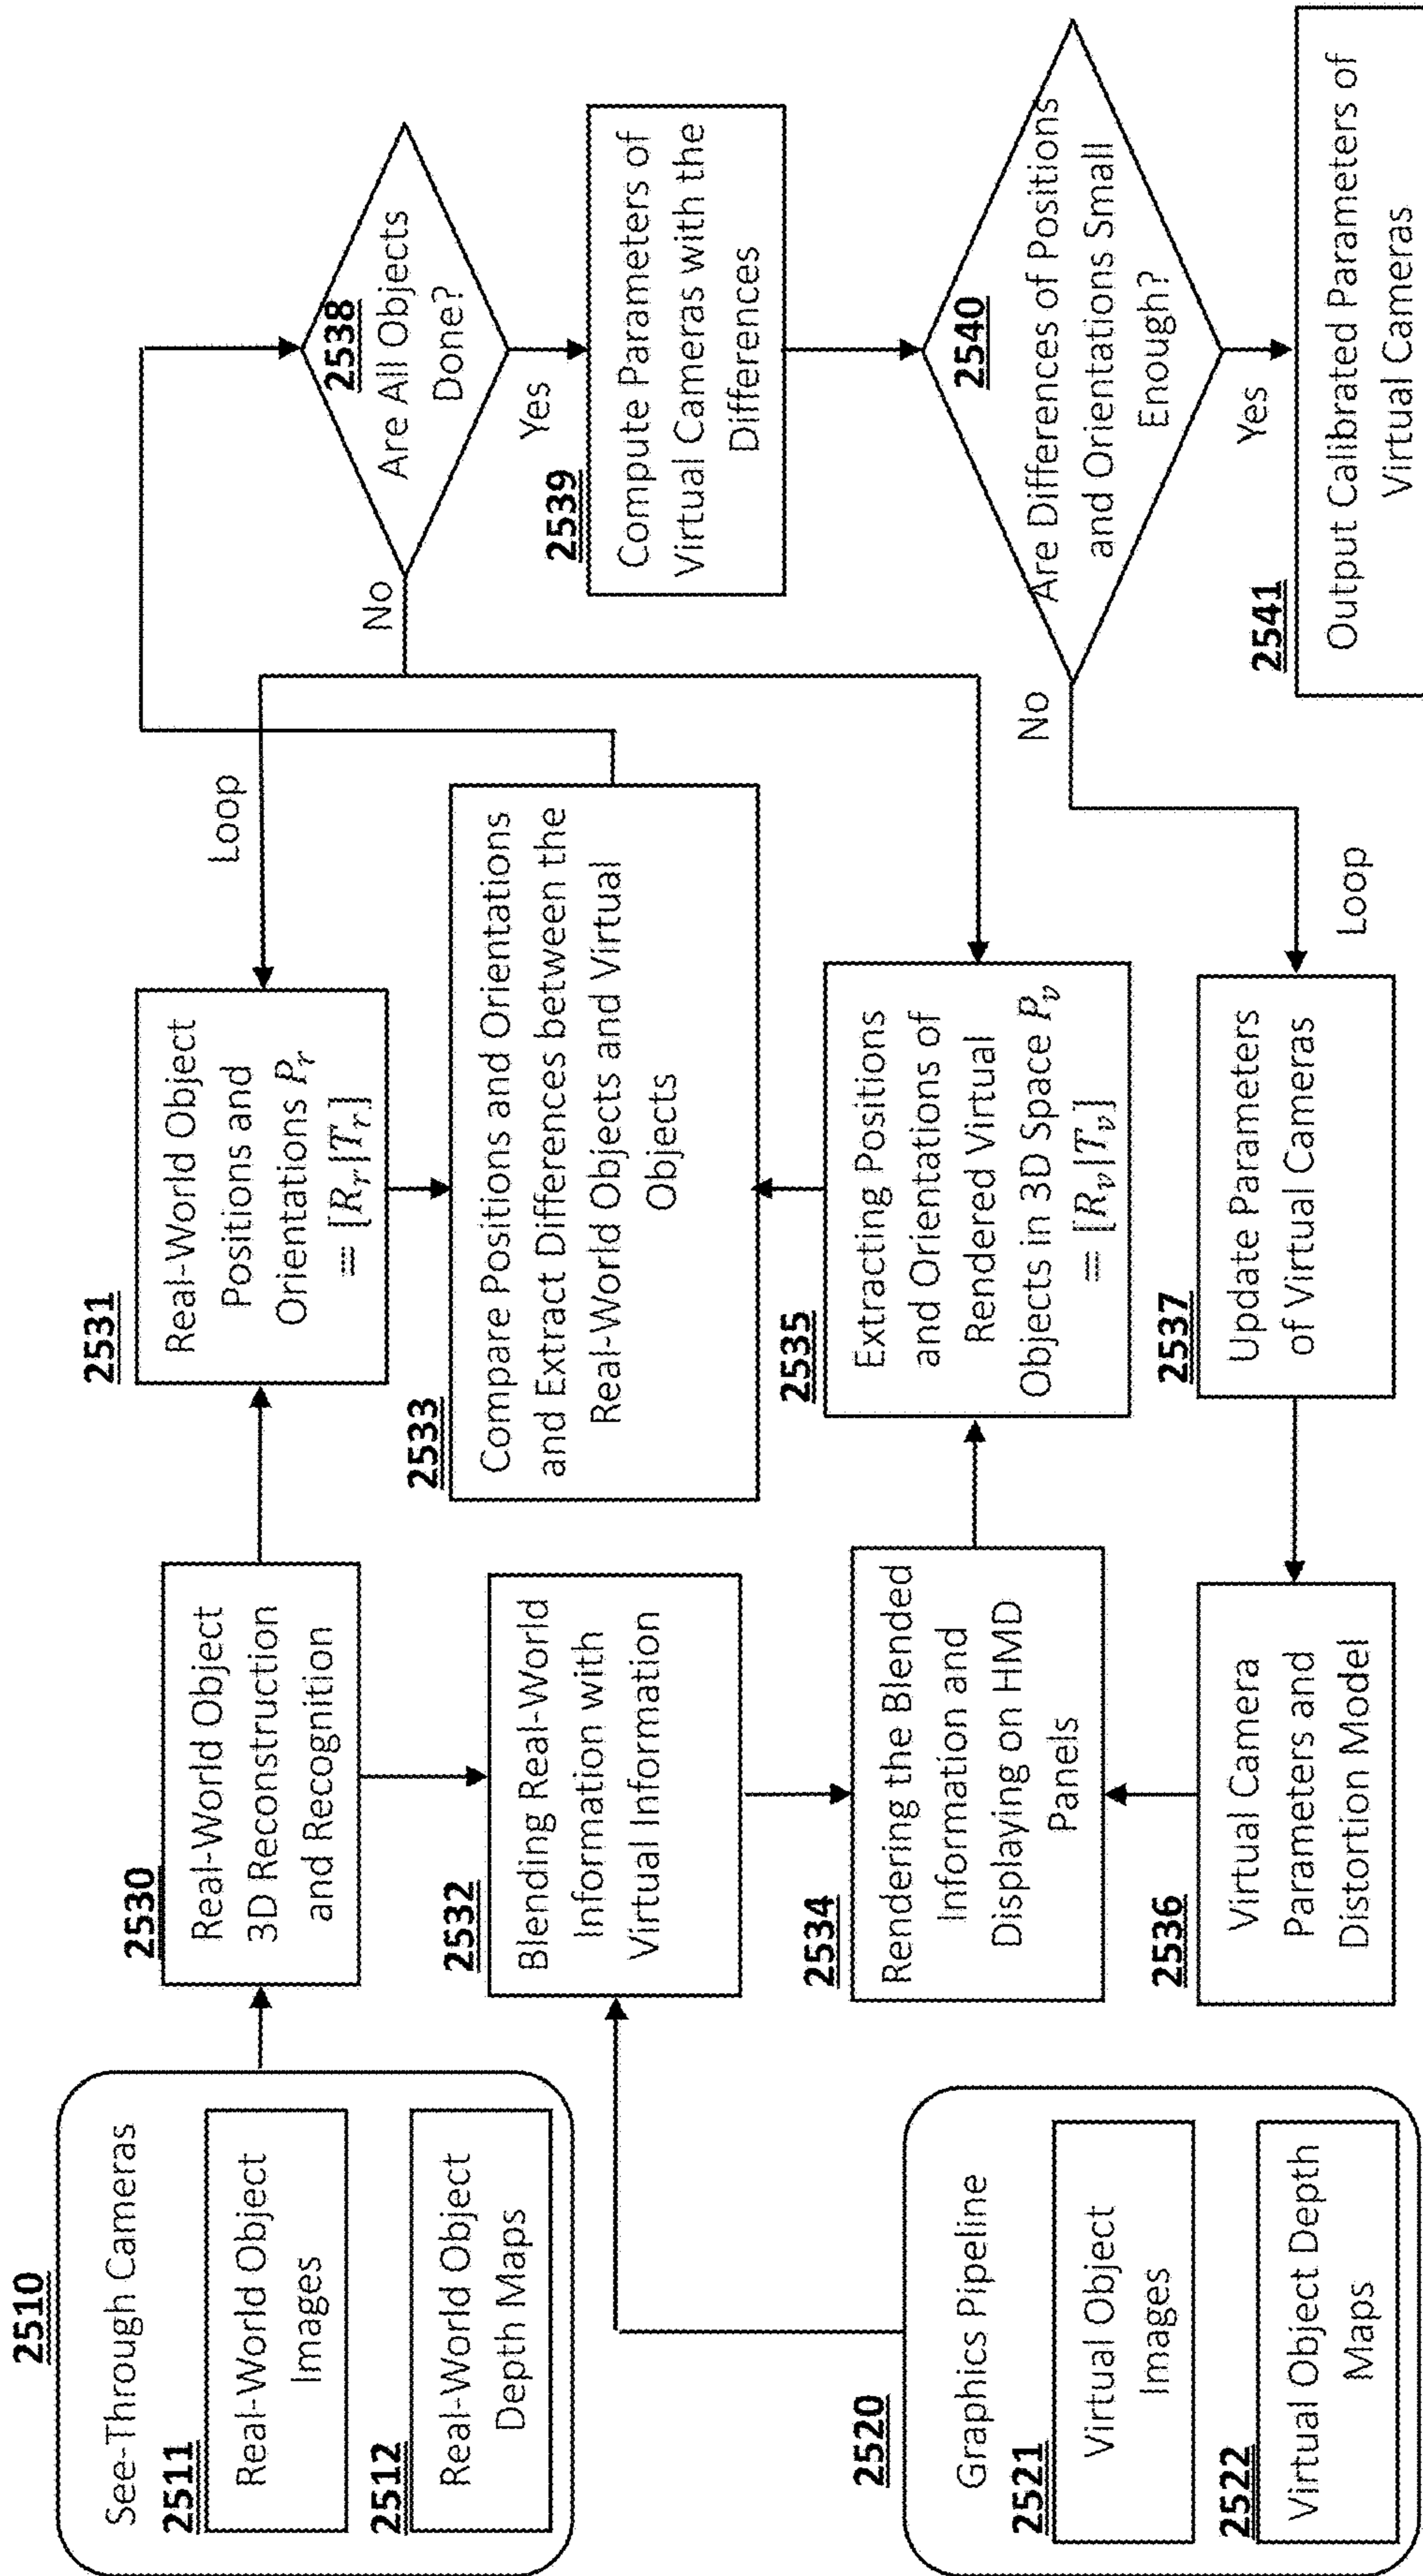 2510
See-Through Cameras
2511
Real-World Object
Images
2512
Real-World Object
Depth Maps
2520
Graphics Pipeline
2521
Virtual Object
Images
2522
Virtual Object Depth
Maps
2530
Real-World Object
3D Reconstruction
and Recognition
2532
Blending Real-World
Information with
Virtual Information
2534
Rendering the Blended
Information and
Displaying on HMD
Panels
2536
Virtual Camera
Parameters and
Distortion Model
2531
Real-World Object
Positions and
Orientations P_r
= [R_r|T_r]
Loop
2533
Compare Positions and Orientations
and Extract Differences between the
Real-World Objects and Virtual
Objects
2535
Extracting Positions
and Orientations of
Rendered Virtual
Objects in 3D Space P_v
= [R_v|T_v]
2537
Update Parameters
of Virtual Cameras
Loop
2538
Are All Objects
Done?
No
Yes
2539
Compute Parameters of
Virtual Cameras with the
Differences
2540
Are Differences of Positions
and Orientations Small
Enough?
No
Yes
2541
Output Calibrated Parameters of
Virtual Cameras